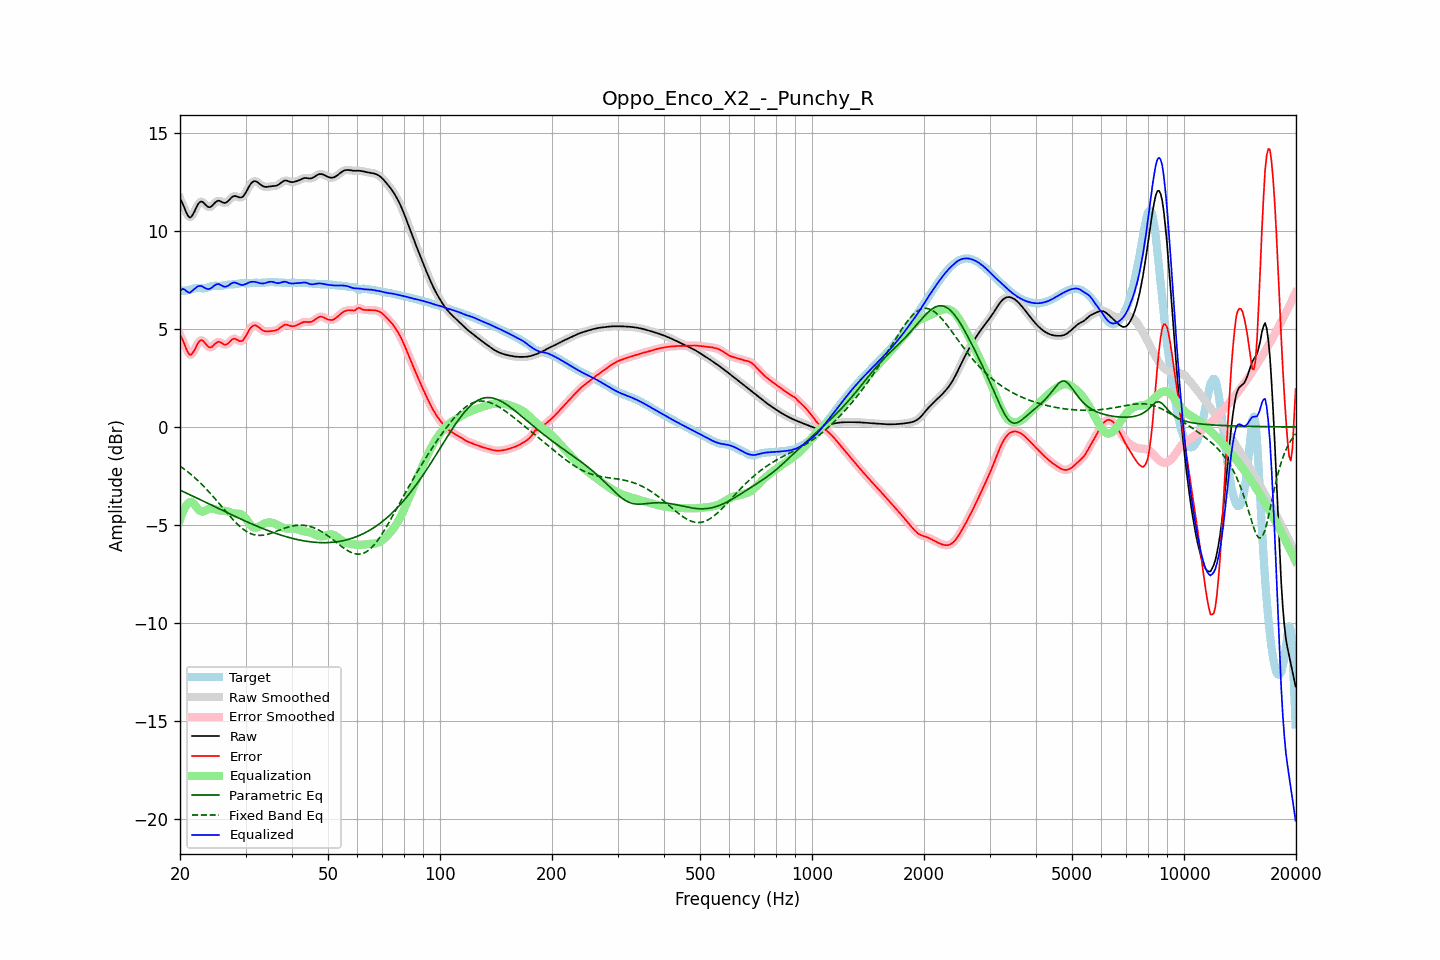 Oppo_Enco_X2_-_Punchy_R
15
10
5
0
−5
−10
−15
−20
Amplitude (dBr)
Target
Raw Smoothed
Error Smoothed
Raw
Error
Equalization
Parametric Eq
Fixed Band Eq
Equalized
20 50 100 200 500 1000 2000 5000 10000 20000
Frequency (Hz)